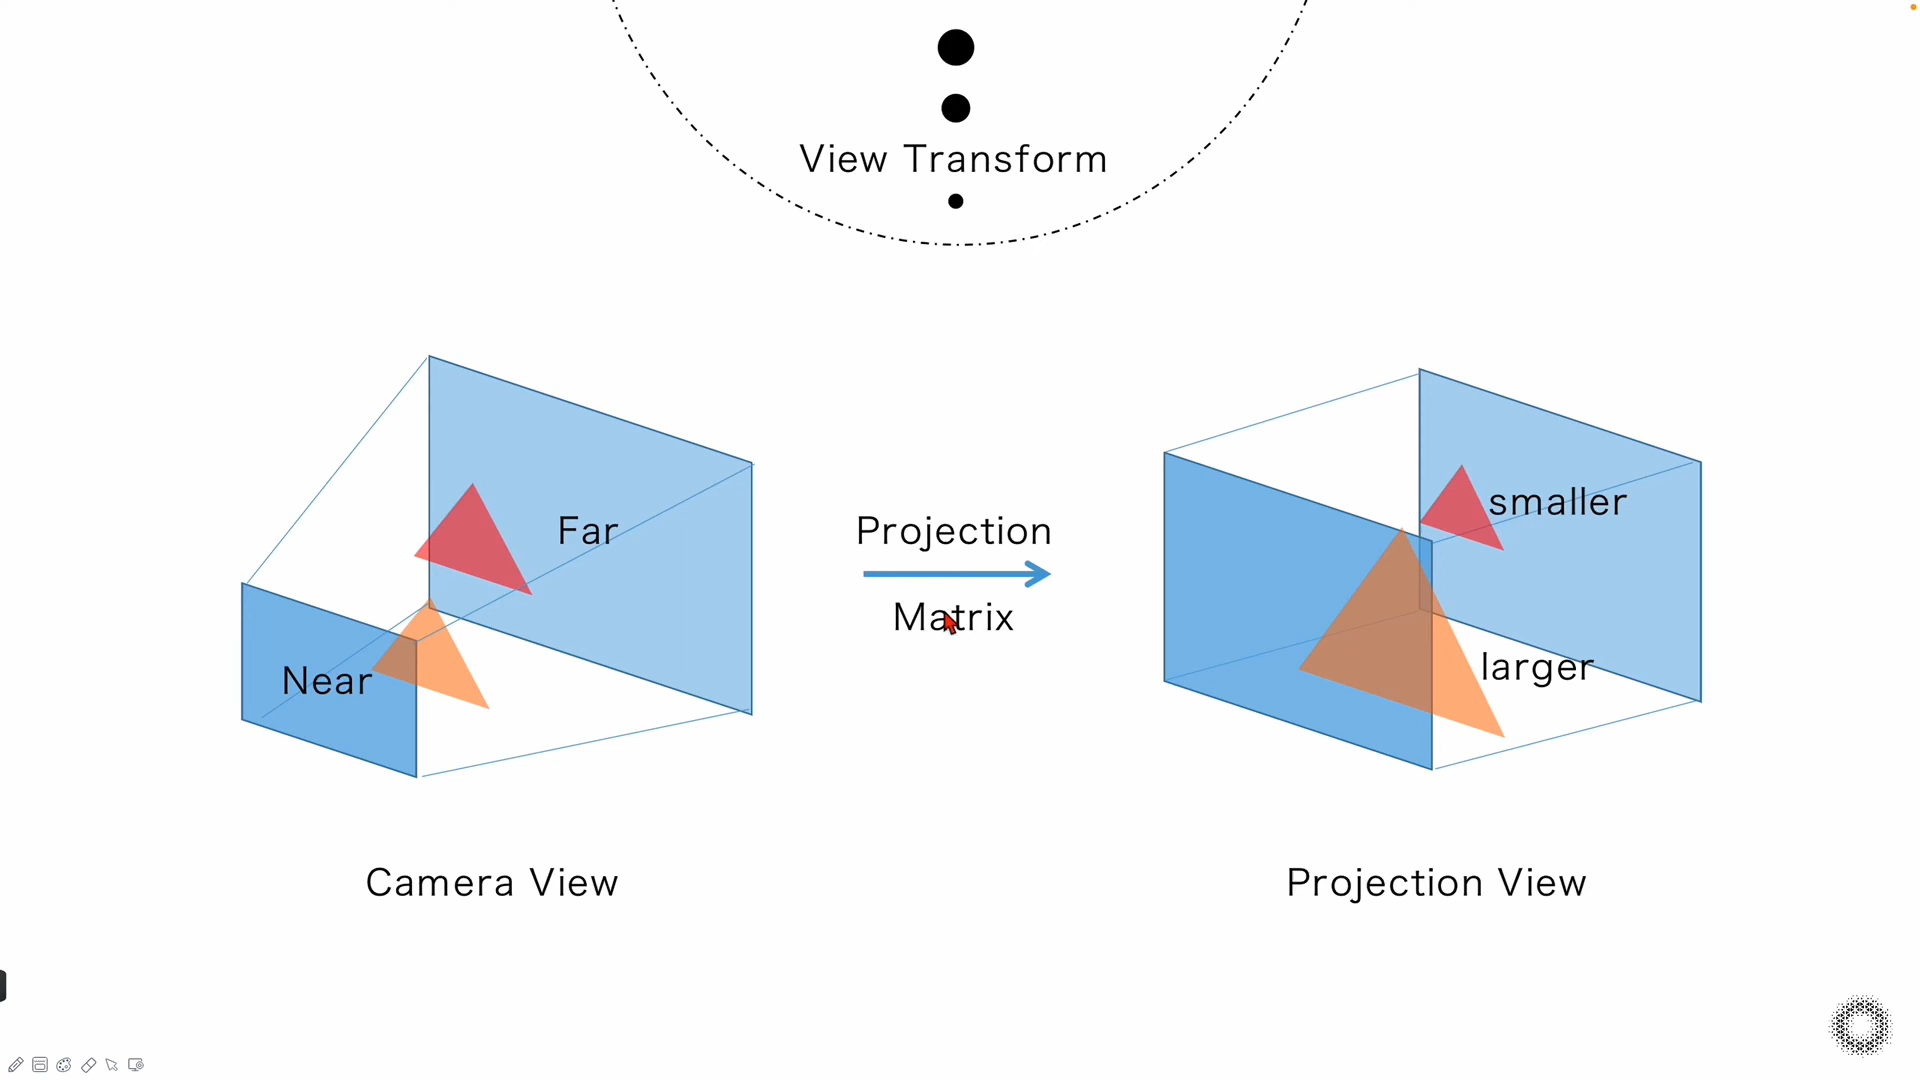 View Transform
Far
Near
Camera View
Projection
Matrix
smaller
larger
Projection View